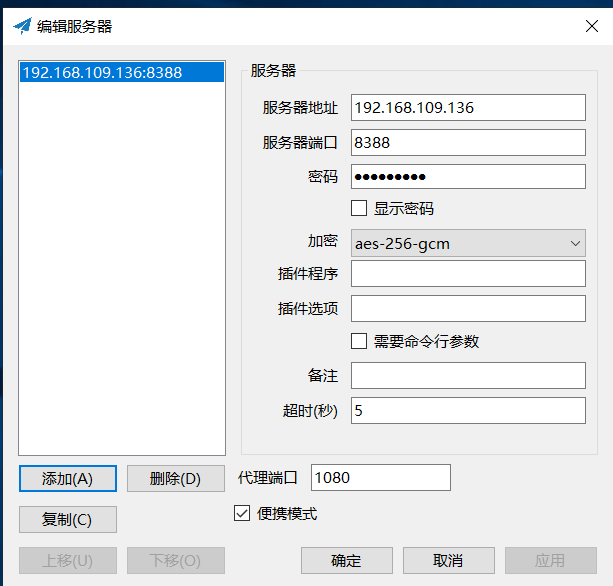 编辑服务器
192.168.109.136:8388
服务器
服务器地址 192.168.109.136
服务器端口 8388
密码 ●●●●●●●●●
显示密码
加密 aes-256-gcm
插件程序
插件选项
需要命令行参数
备注
超时(秒) 5
添加(A) 删除(D) 代理端口 1080
复制(C) 便携模式
上移(U) 下移(O) 确定 取消 应用